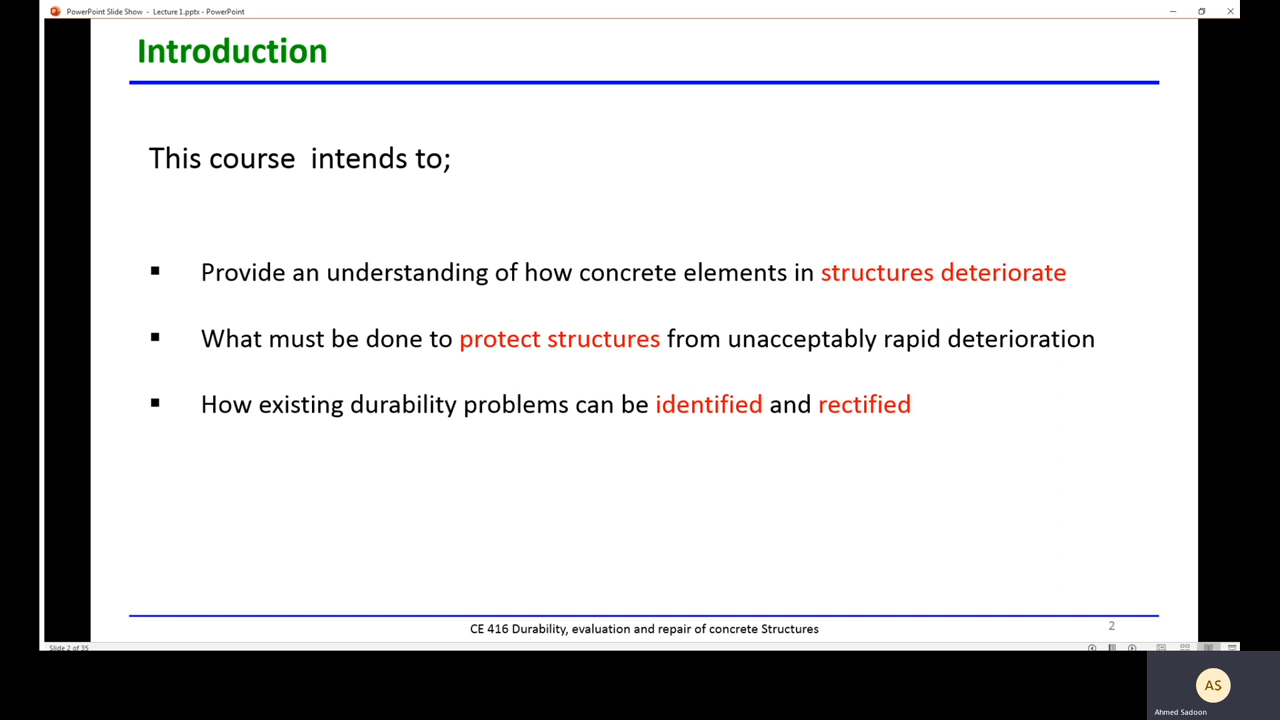 PowerPoint Slide Show - Lecture 1.pptx - PowerPoint
Introduction
This course intends to;
▪ Provide an understanding of how concrete elements in structures deteriorate
▪ What must be done to protect structures from unacceptably rapid deterioration
▪ How existing durability problems can be identified and rectified
CE 416 Durability, evaluation and repair of concrete Structures
2
Slide 2 of 35
AS
Ahmed Sadoon